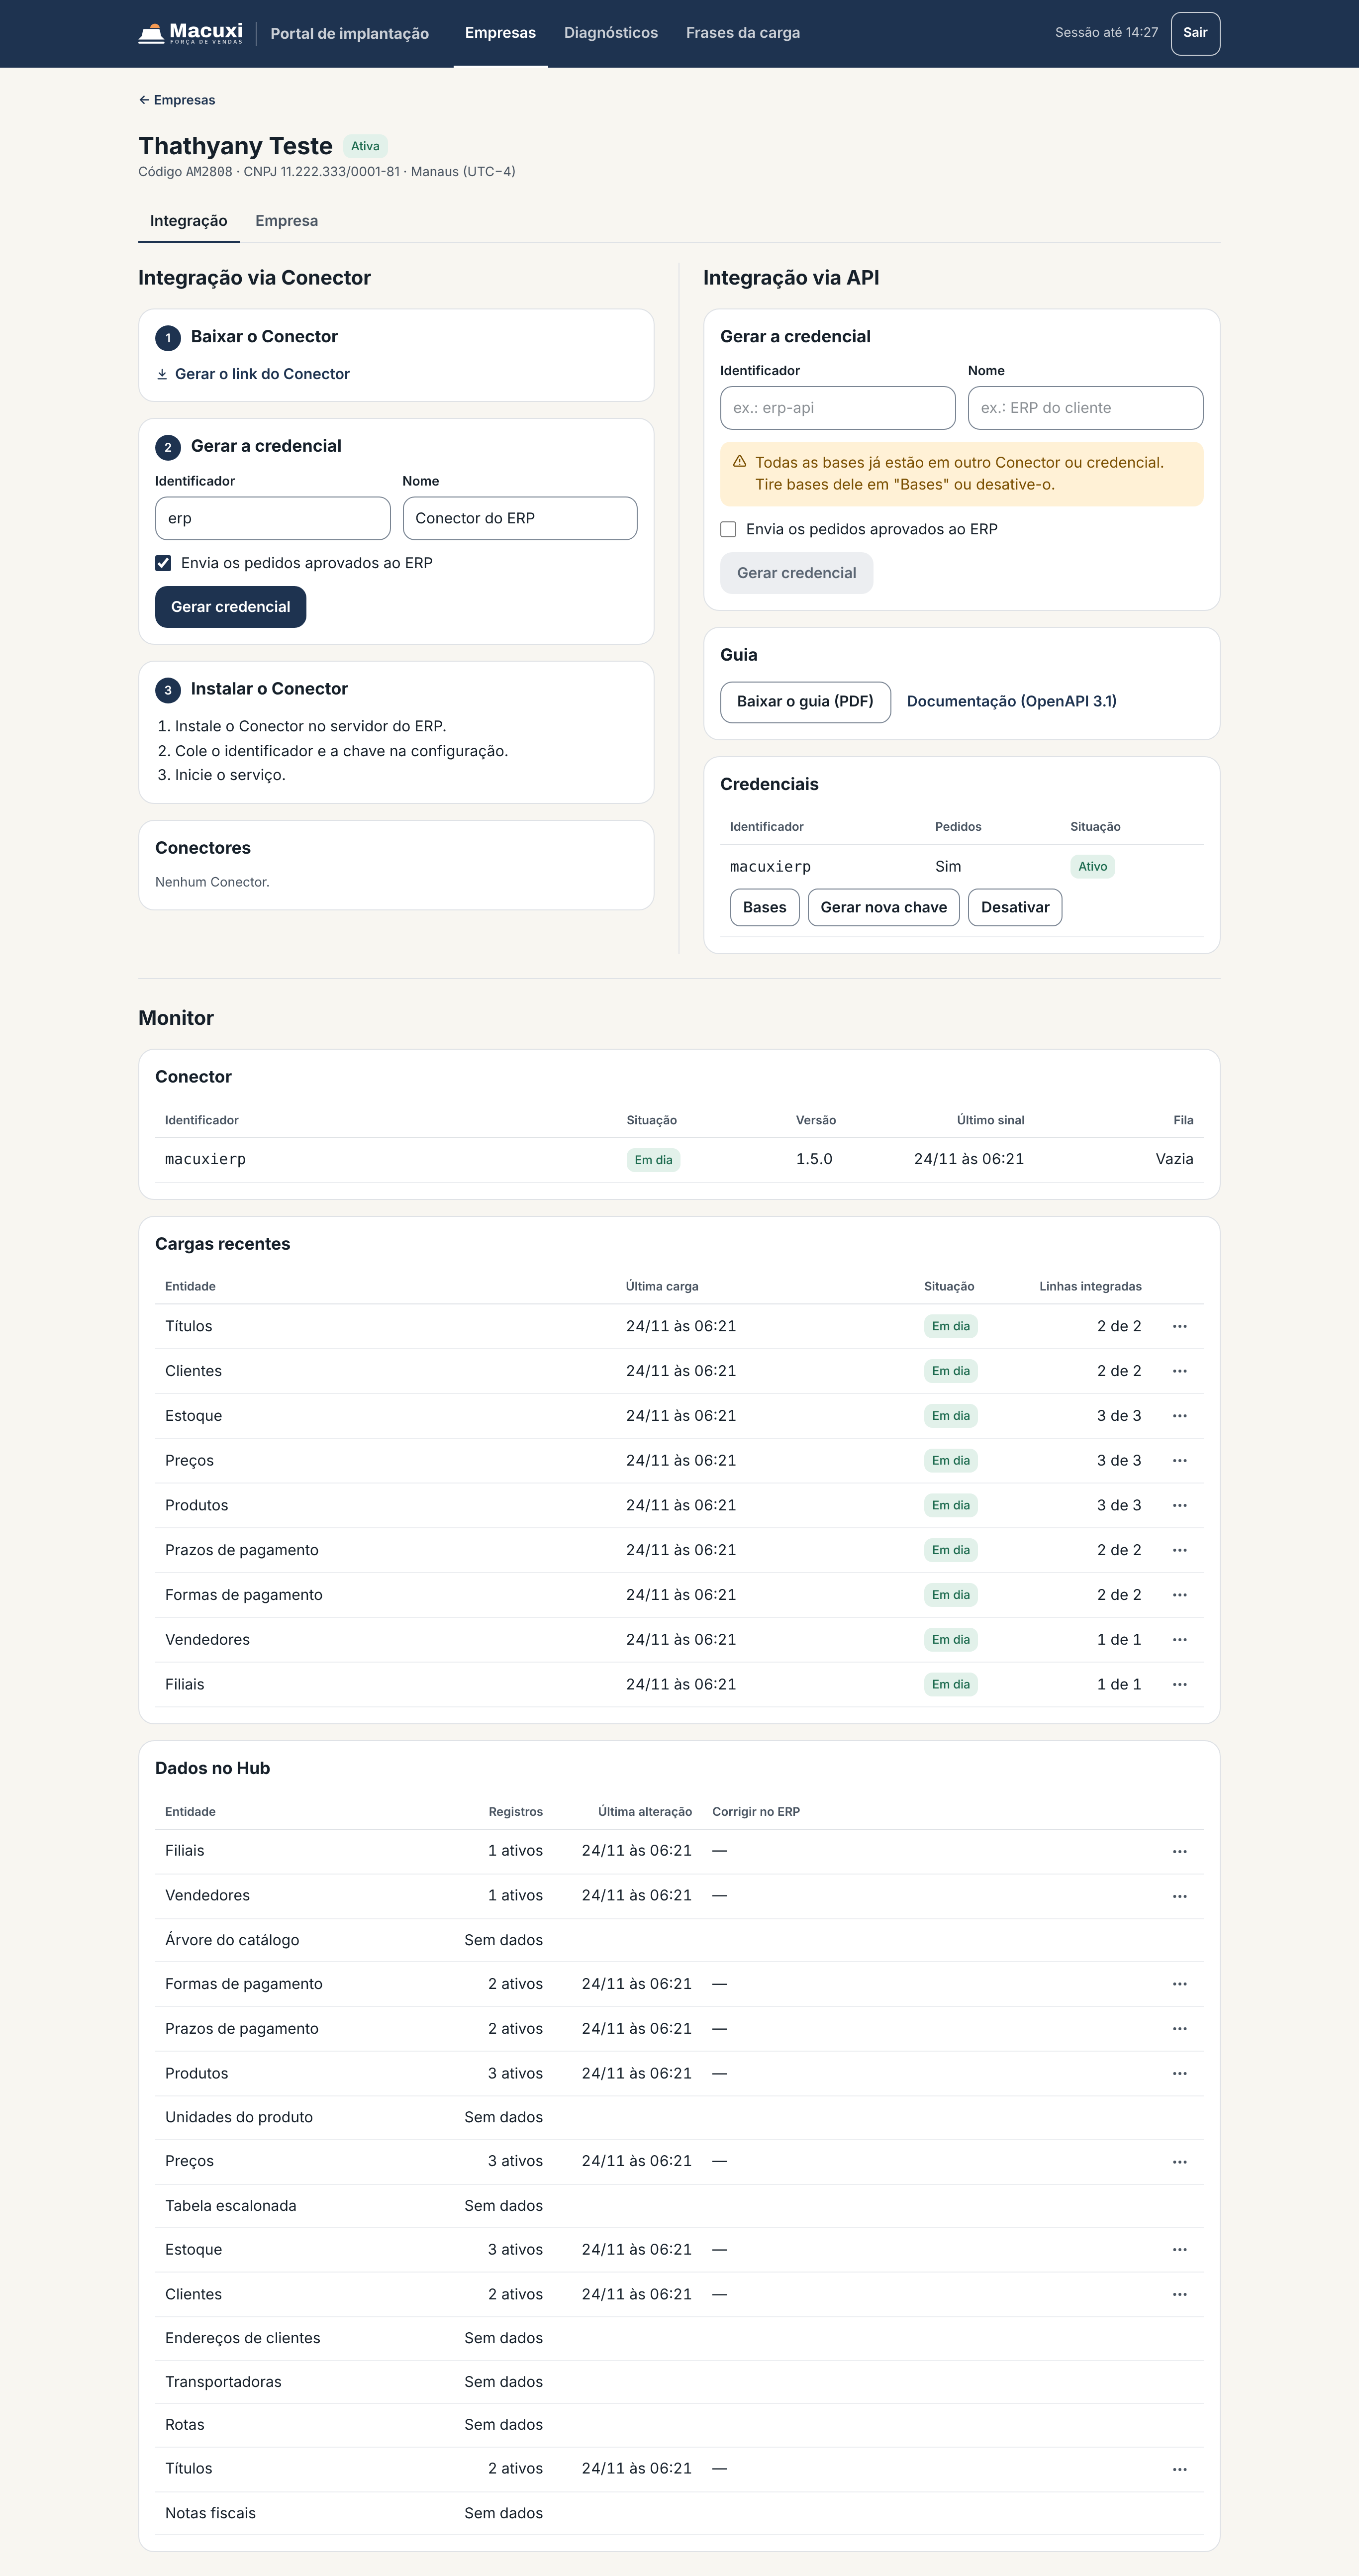 Macuxi
FORÇA DE VENDAS
Portal de implantação
Empresas
Diagnósticos
Frases da carga
Sessão até 14:27
Sair
← Empresas
Thathyany Teste
Ativa
Código AM2808 · CNPJ 11.222.333/0001-81 · Manaus (UTC−4)
Integração
Empresa
Integração via Conector
1 Baixar o Conector
Gerar o link do Conector
2 Gerar a credencial
Identificador Nome
erp Conector do ERP
Envia os pedidos aprovados ao ERP
Gerar credencial
3 Instalar o Conector
1. Instale o Conector no servidor do ERP.
2. Cole o identificador e a chave na configuração.
3. Inicie o serviço.
Conectores
Nenhum Conector.
Integração via API
Gerar a credencial
Identificador Nome
ex.: erp-api ex.: ERP do cliente
Todas as bases já estão em outro Conector ou credencial.
Tire bases dele em "Bases" ou desative-o.
Envia os pedidos aprovados ao ERP
Gerar credencial
Guia
Baixar o guia (PDF) Documentação (OpenAPI 3.1)
Credenciais
Identificador Pedidos Situação
macuxierp Sim Ativo
Bases Gerar nova chave Desativar
Monitor
Conector
Identificador Situação Versão Último sinal Fila
macuxierp Em dia 1.5.0 24/11 às 06:21 Vazia
Cargas recentes
Entidade Última carga Situação Linhas integradas
Títulos 24/11 às 06:21 Em dia 2 de 2 ···
Clientes 24/11 às 06:21 Em dia 2 de 2 ···
Estoque 24/11 às 06:21 Em dia 3 de 3 ···
Preços 24/11 às 06:21 Em dia 3 de 3 ···
Produtos 24/11 às 06:21 Em dia 3 de 3 ···
Prazos de pagamento 24/11 às 06:21 Em dia 2 de 2 ···
Formas de pagamento 24/11 às 06:21 Em dia 2 de 2 ···
Vendedores 24/11 às 06:21 Em dia 1 de 1 ···
Filiais 24/11 às 06:21 Em dia 1 de 1 ···
Dados no Hub
Entidade Registros Última alteração Corrigir no ERP
Filiais 1 ativos 24/11 às 06:21 — ···
Vendedores 1 ativos 24/11 às 06:21 — ···
Árvore do catálogo Sem dados
Formas de pagamento 2 ativos 24/11 às 06:21 — ···
Prazos de pagamento 2 ativos 24/11 às 06:21 — ···
Produtos 3 ativos 24/11 às 06:21 — ···
Unidades do produto Sem dados
Preços 3 ativos 24/11 às 06:21 — ···
Tabela escalonada Sem dados
Estoque 3 ativos 24/11 às 06:21 — ···
Clientes 2 ativos 24/11 às 06:21 — ···
Endereços de clientes Sem dados
Transportadoras Sem dados
Rotas Sem dados
Títulos 2 ativos 24/11 às 06:21 — ···
Notas fiscais Sem dados